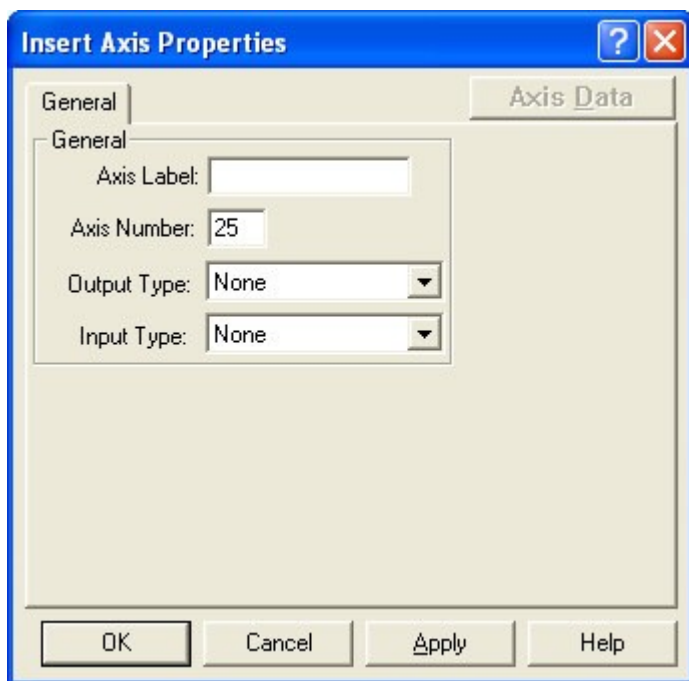 Insert Axis Properties
?
General
Axis Data
General
Axis Label:
Axis Number: 25
Output Type: None
Input Type: None
OK Cancel Apply Help